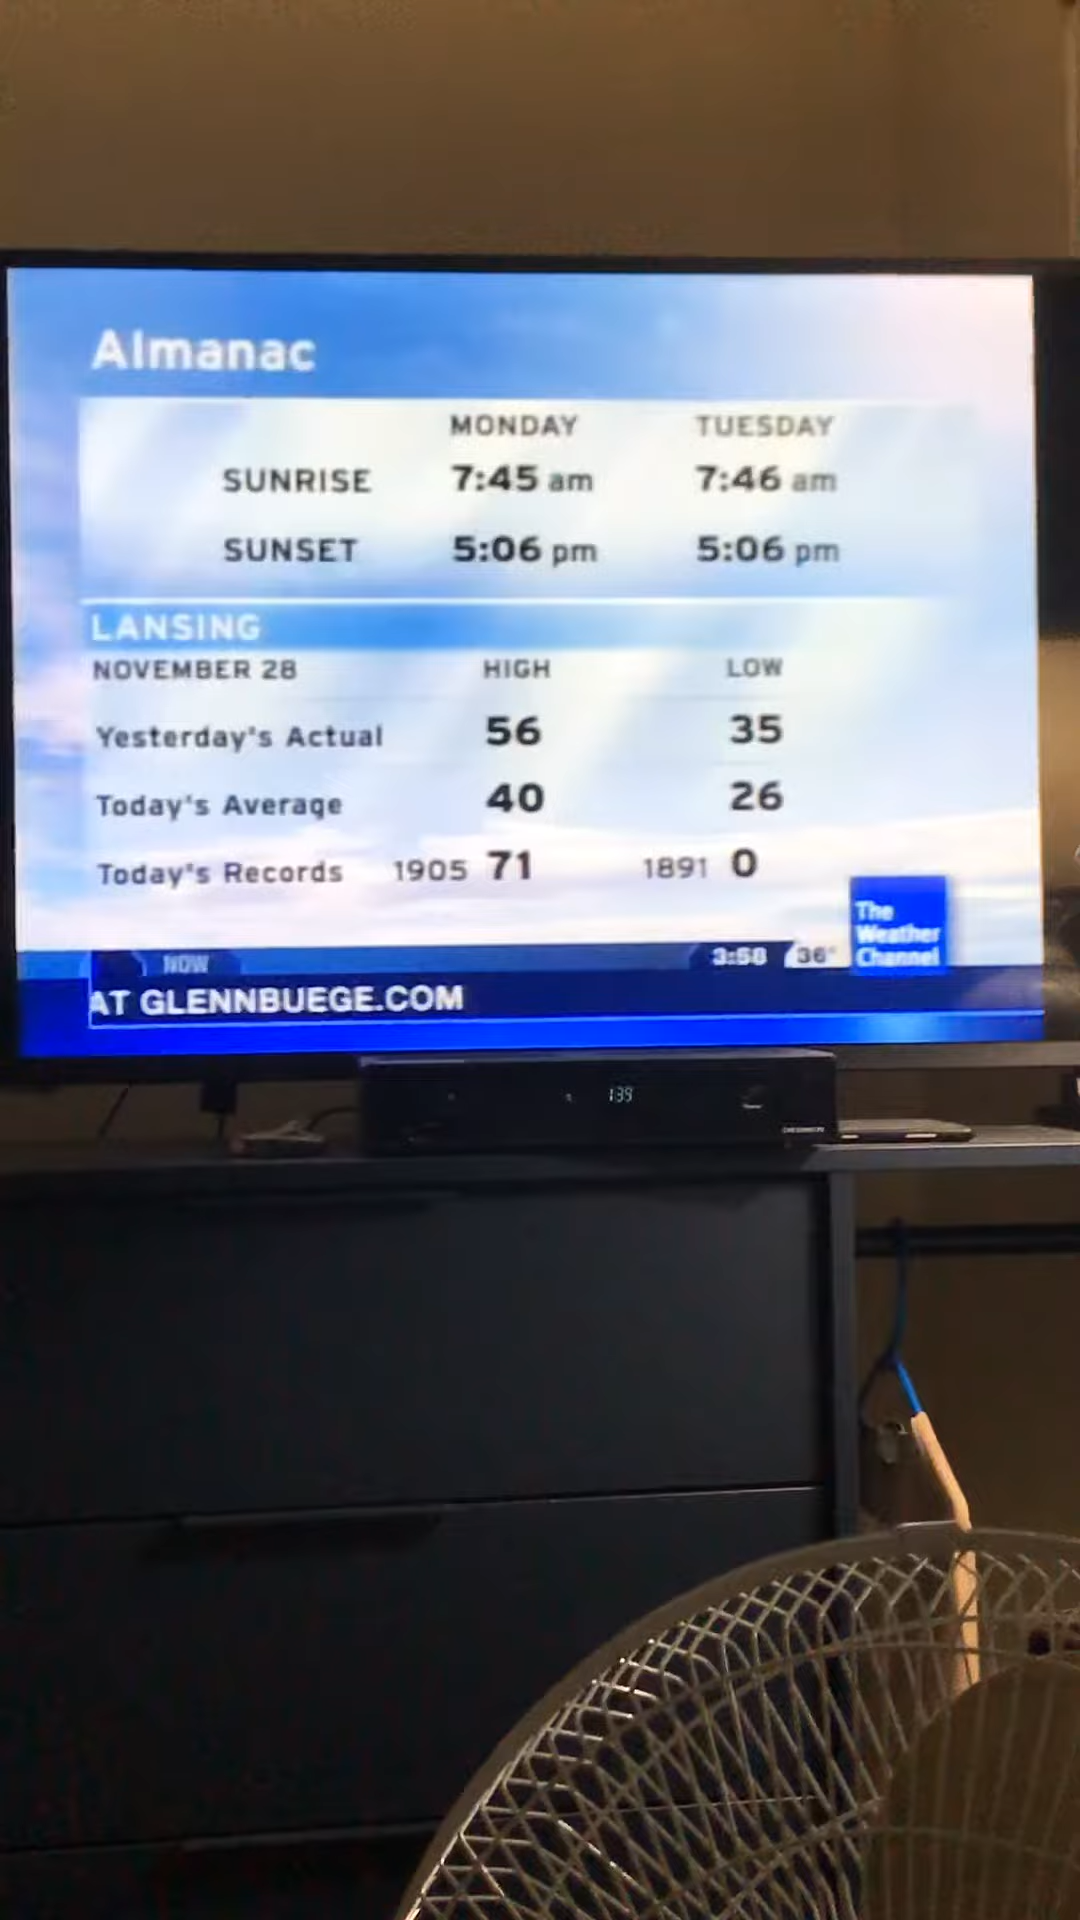 Almanac
MONDAY TUESDAY
SUNRISE 7:45 am 7:46 am
SUNSET 5:06 pm 5:06 pm
LANSING
NOVEMBER 28 HIGH LOW
Yesterday's Actual 56 35
Today's Average 40 26
Today's Records 1905 71 1891 0
The
Weather
Channel
NOW 3:58 36°
AT GLENNBUEGE.COM
139